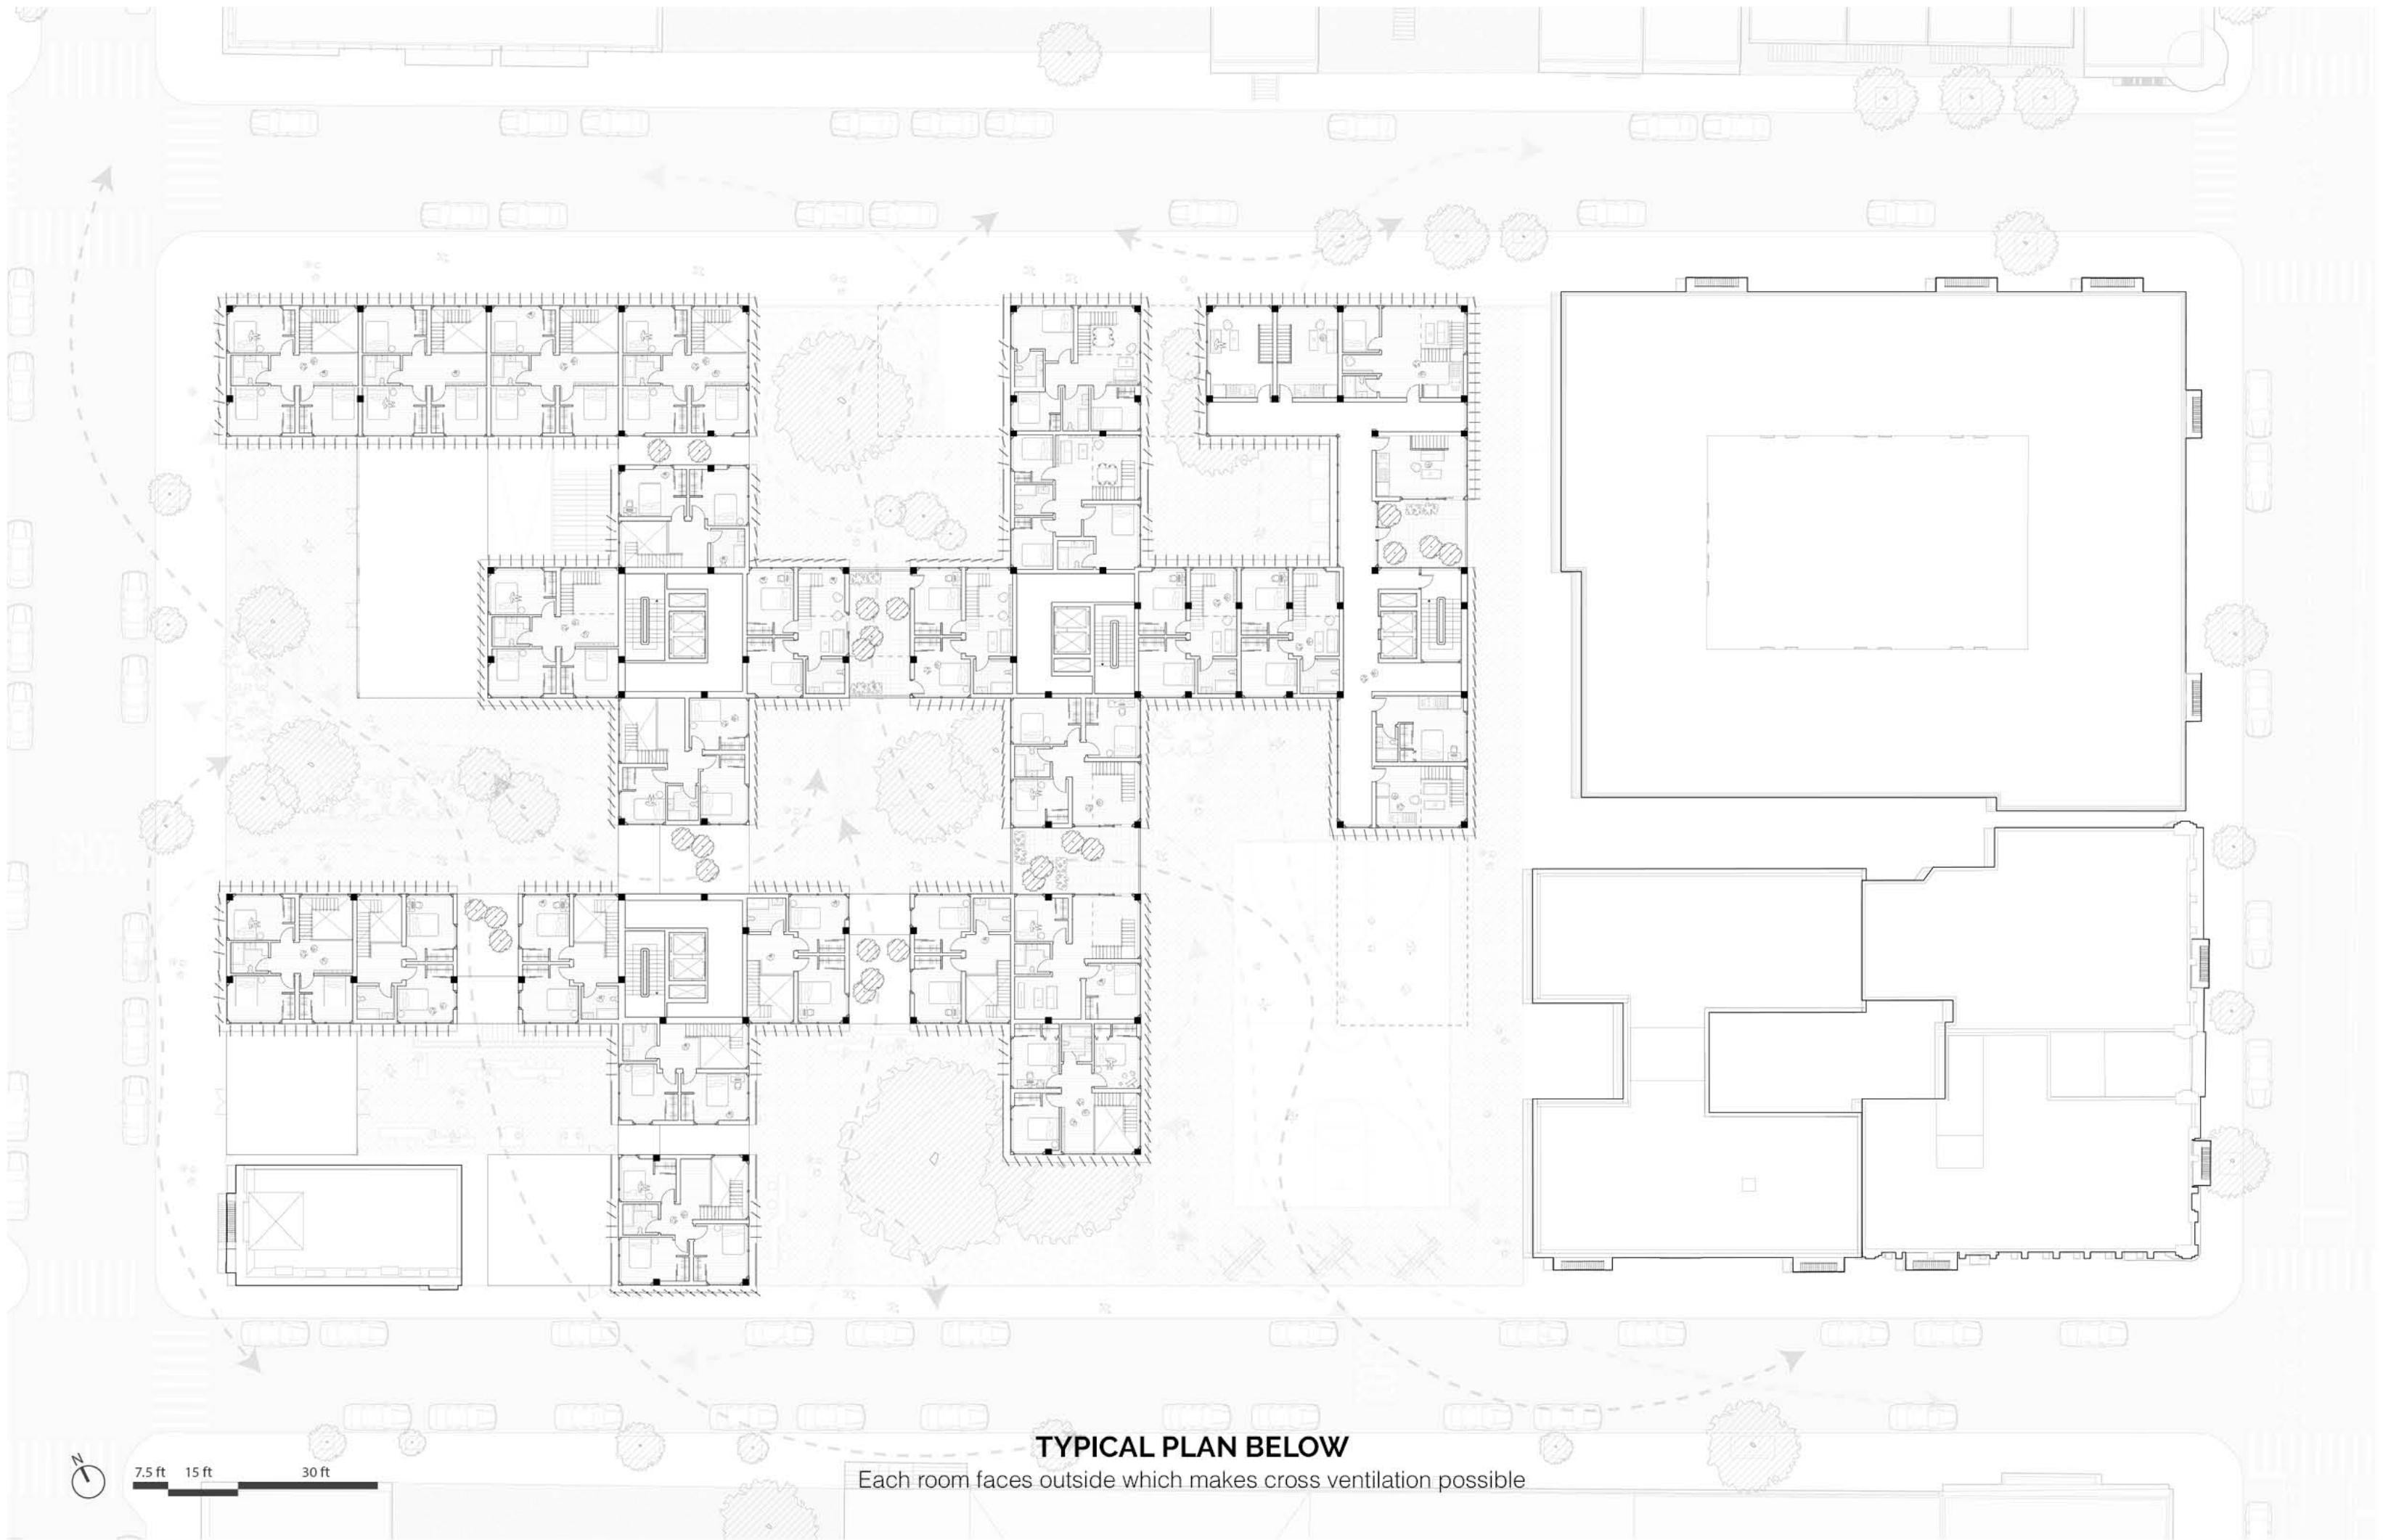 N
7.5 ft 15 ft 30 ft
TYPICAL PLAN BELOW
Each room faces outside which makes cross ventilation possible